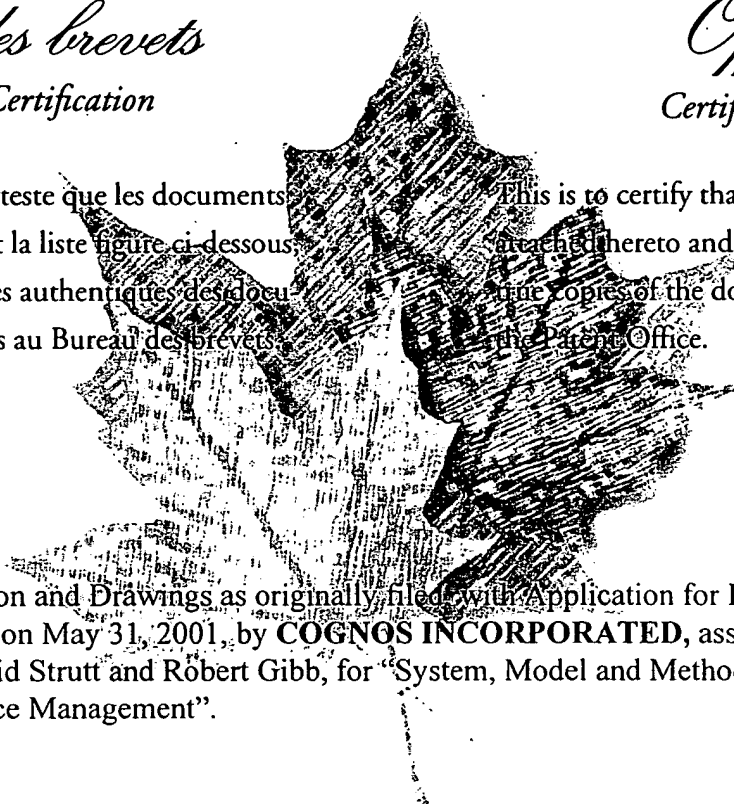 es brevets
Certification
Certif
teste que les documents
t la liste figure ci-dessous
es authentiques des docu-
s au Bureau des brevets.
This is to certify tha
attached hereto and
true copies of the do
the Patent Office.
on and Drawings as originally filed, with Application for
on May 31, 2001, by COGNOS INCORPORATED, ass
id Strutt and Robert Gibb, for “System, Model and Metho
ce Management”.